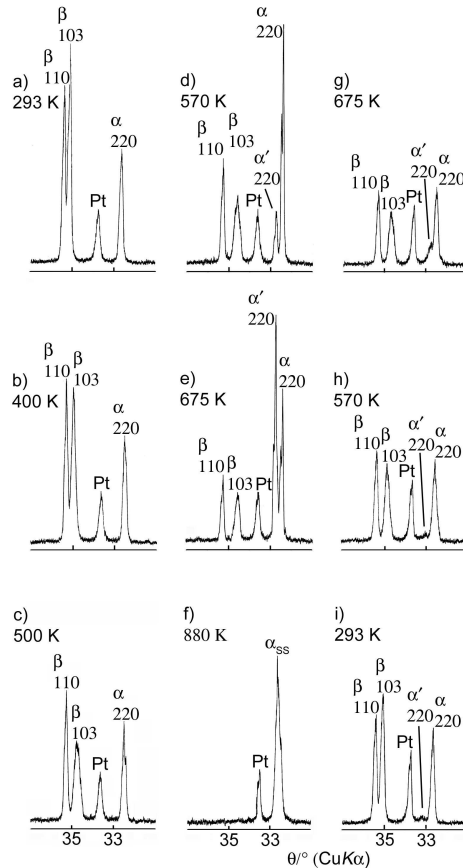 a)
293 K
β
110
β
103
Pt
α
220
d)
570 K
β
110
β
103
Pt
α′
220
α
220
g)
675 K
β
110
β
103
Pt
α′
220
α
220
b)
400 K
β
110
β
103
Pt
α
220
e)
675 K
β
110
β
103
Pt
α′
220
α
220
h)
570 K
β
110
β
103
Pt
α′
220
α
220
c)
500 K
β
110
β
103
Pt
α
220
35 33
f)
880 K
Pt
αSS
35 33
i)
293 K
β
110
β
103
Pt
α′
220
α
220
35 33
θ/° (CuKα)